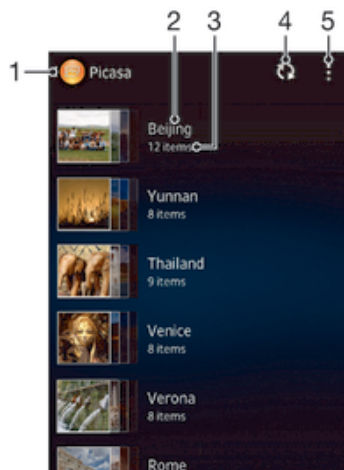 2 3 4 5
1 Picasa
Beijing
12 items
Yunnan
8 items
Thailand
9 items
Venice
8 items
Verona
8 items
Rome